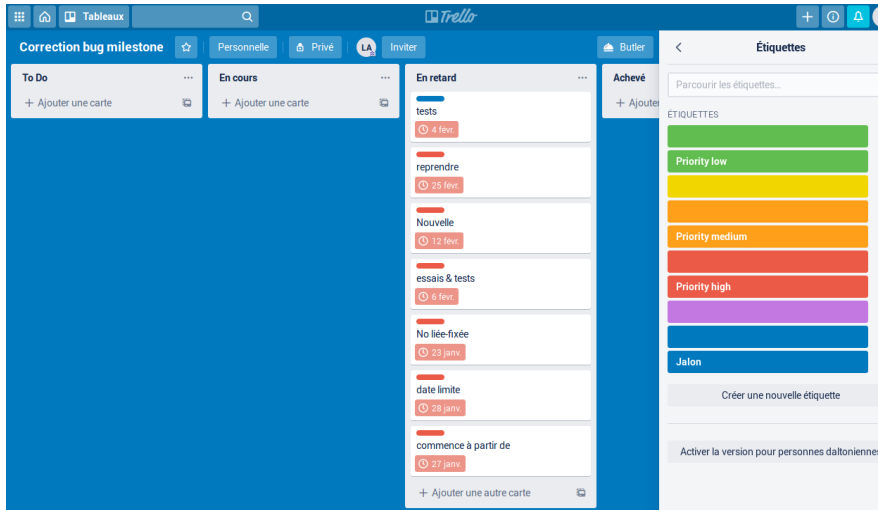 Tableaux
Trello
Correction bug milestone
Personnelle
Privé
LA
Inviter
Butler
To Do
+ Ajouter une carte
En cours
+ Ajouter une carte
En retard
tests
4 févr.
reprendre
25 févr.
Nouvelle
12 févr.
essais & tests
6 févr.
No liée-fixée
23 janv.
date limite
28 janv.
commence à partir de
27 janv.
+ Ajouter une autre carte
Achevé
+ Ajouter
Étiquettes
Parcourir les étiquettes...
ÉTIQUETTES
Priority low
Priority medium
Priority high
Jalon
Créer une nouvelle étiquette
Activer la version pour personnes daltoniennes